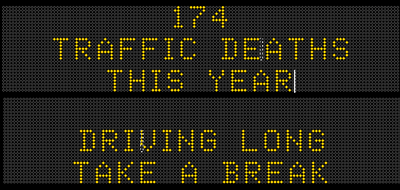 174
TRAFFIC DEATHS
THIS YEAR
DRIVING LONG
TAKE A BREAK